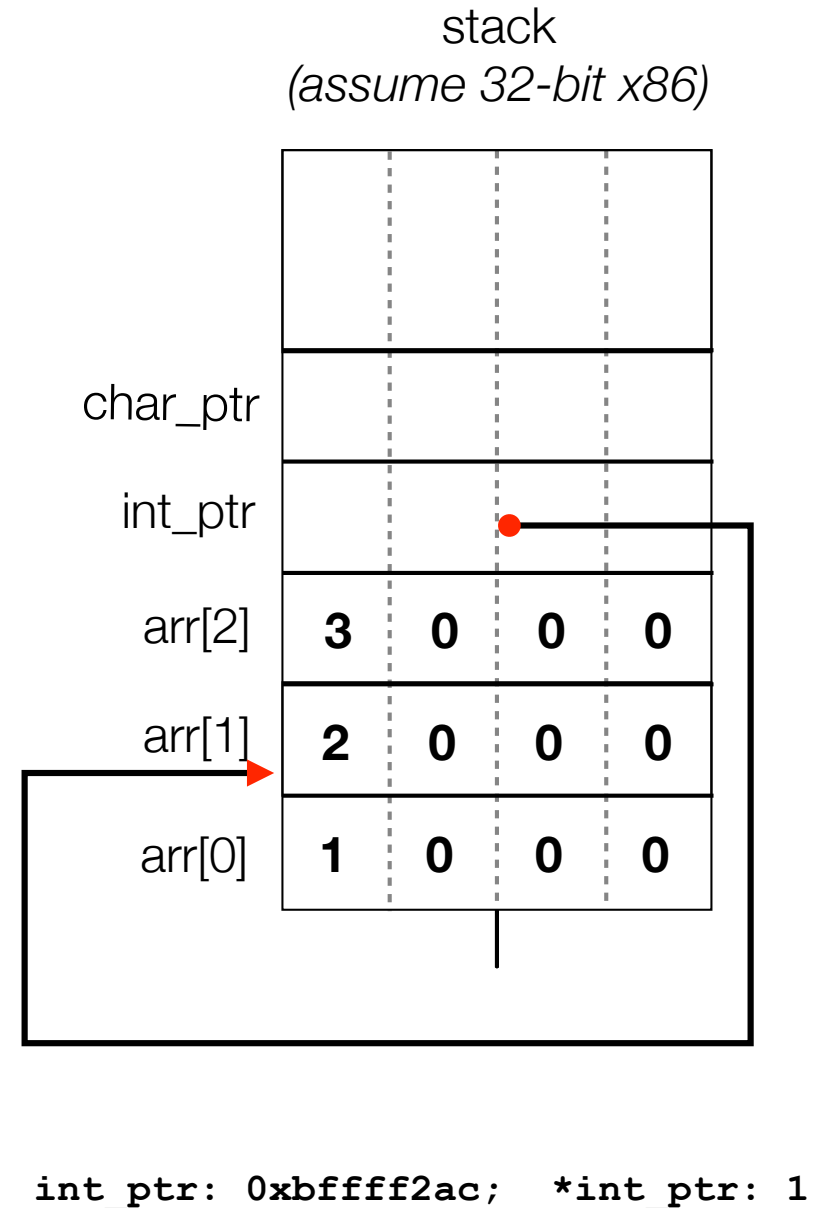 stack
(assume 32-bit x86)
char_ptr
int_ptr
arr[2] 3 0 0 0
arr[1] 2 0 0 0
arr[0] 1 0 0 0
int_ptr: 0xbffff2ac; *int_ptr: 1